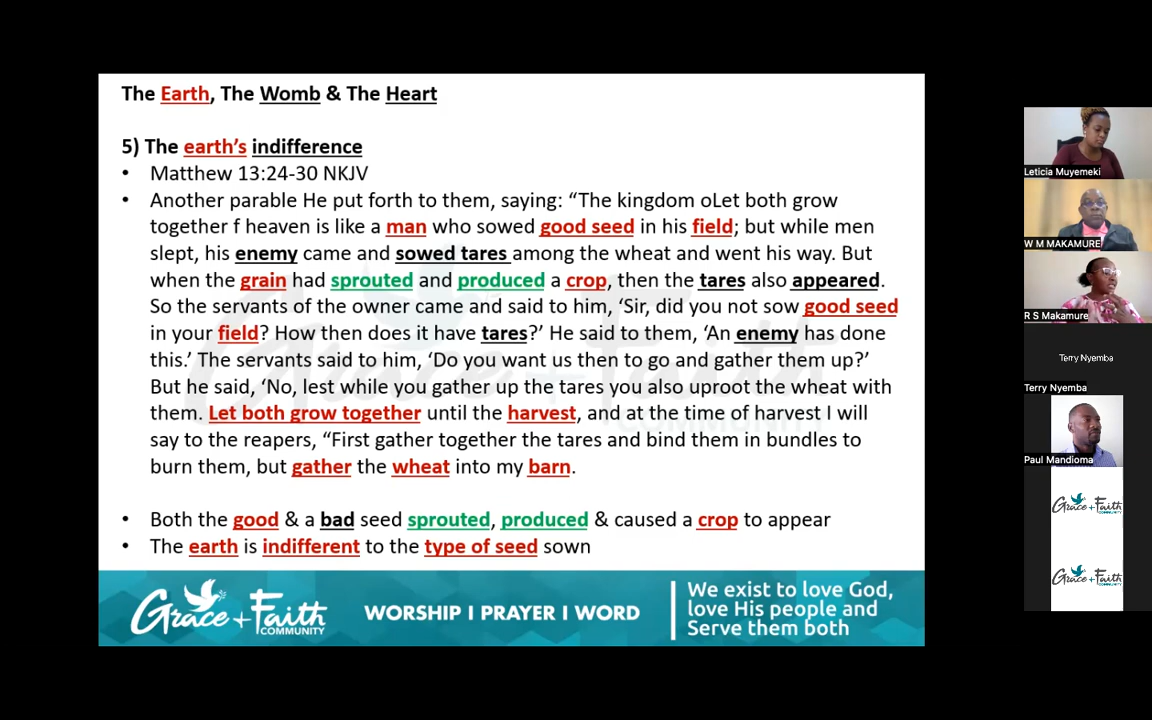 The Earth, The Womb & The Heart
5) The earth's indifference
• Matthew 13:24-30 NKJV
• Another parable He put forth to them, saying: “The kingdom oLet both grow
together f heaven is like a man who sowed good seed in his field; but while men
slept, his enemy came and sowed tares among the wheat and went his way. But
when the grain had sprouted and produced a crop, then the tares also appeared.
So the servants of the owner came and said to him, ‘Sir, did you not sow good seed
in your field? How then does it have tares?’ He said to them, ‘An enemy has done
this.’ The servants said to him, ‘Do you want us then to go and gather them up?’
But he said, ‘No, lest while you gather up the tares you also uproot the wheat with
them. Let both grow together until the harvest, and at the time of harvest I will
say to the reapers, “First gather together the tares and bind them in bundles to
burn them, but gather the wheat into my barn.
• Both the good & a bad seed sprouted, produced & caused a crop to appear
• The earth is indifferent to the type of seed sown
Grace + Faith
COMMUNITY
WORSHIP I PRAYER I WORD
We exist to love God,
love His people and
Serve them both
Grace + Faith
COMMUNITY
Leticia Muyemeki
W M MAKAMURE
R S Makamure
Terry Nyemba
Terry Nyemba
Paul Mandioma
Grace + Faith
Grace + Faith